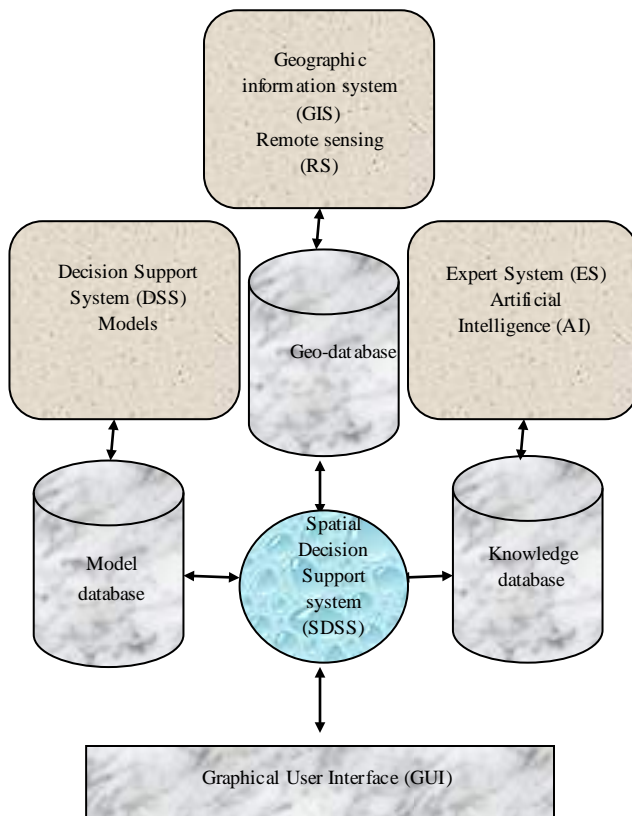 Geographic
information system
(GIS)
Remote sensing
(RS)
Decision Support
System (DSS)
Models
Expert System (ES)
Artificial
Intelligence (AI)
Geo-database
Model
database
Spatial
Decision
Support
system
(SDSS)
Knowledge
database
Graphical User Interface (GUI)